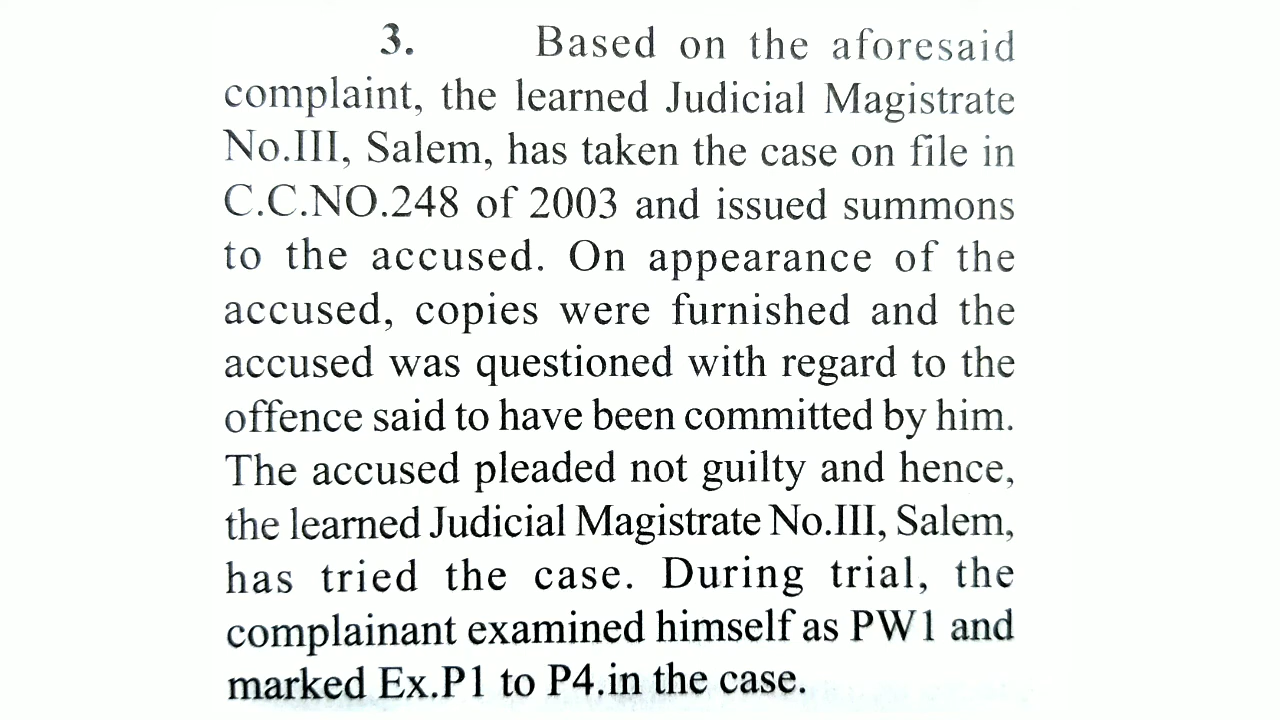 3. Based on the aforesaid
complaint, the learned Judicial Magistrate
No.III, Salem, has taken the case on file in
C.C.NO.248 of 2003 and issued summons
to the accused. On appearance of the
accused, copies were furnished and the
accused was questioned with regard to the
offence said to have been committed by him.
The accused pleaded not guilty and hence,
the learned Judicial Magistrate No.III, Salem,
has tried the case. During trial, the
complainant examined himself as PW1 and
marked Ex.P1 to P4.in the case.